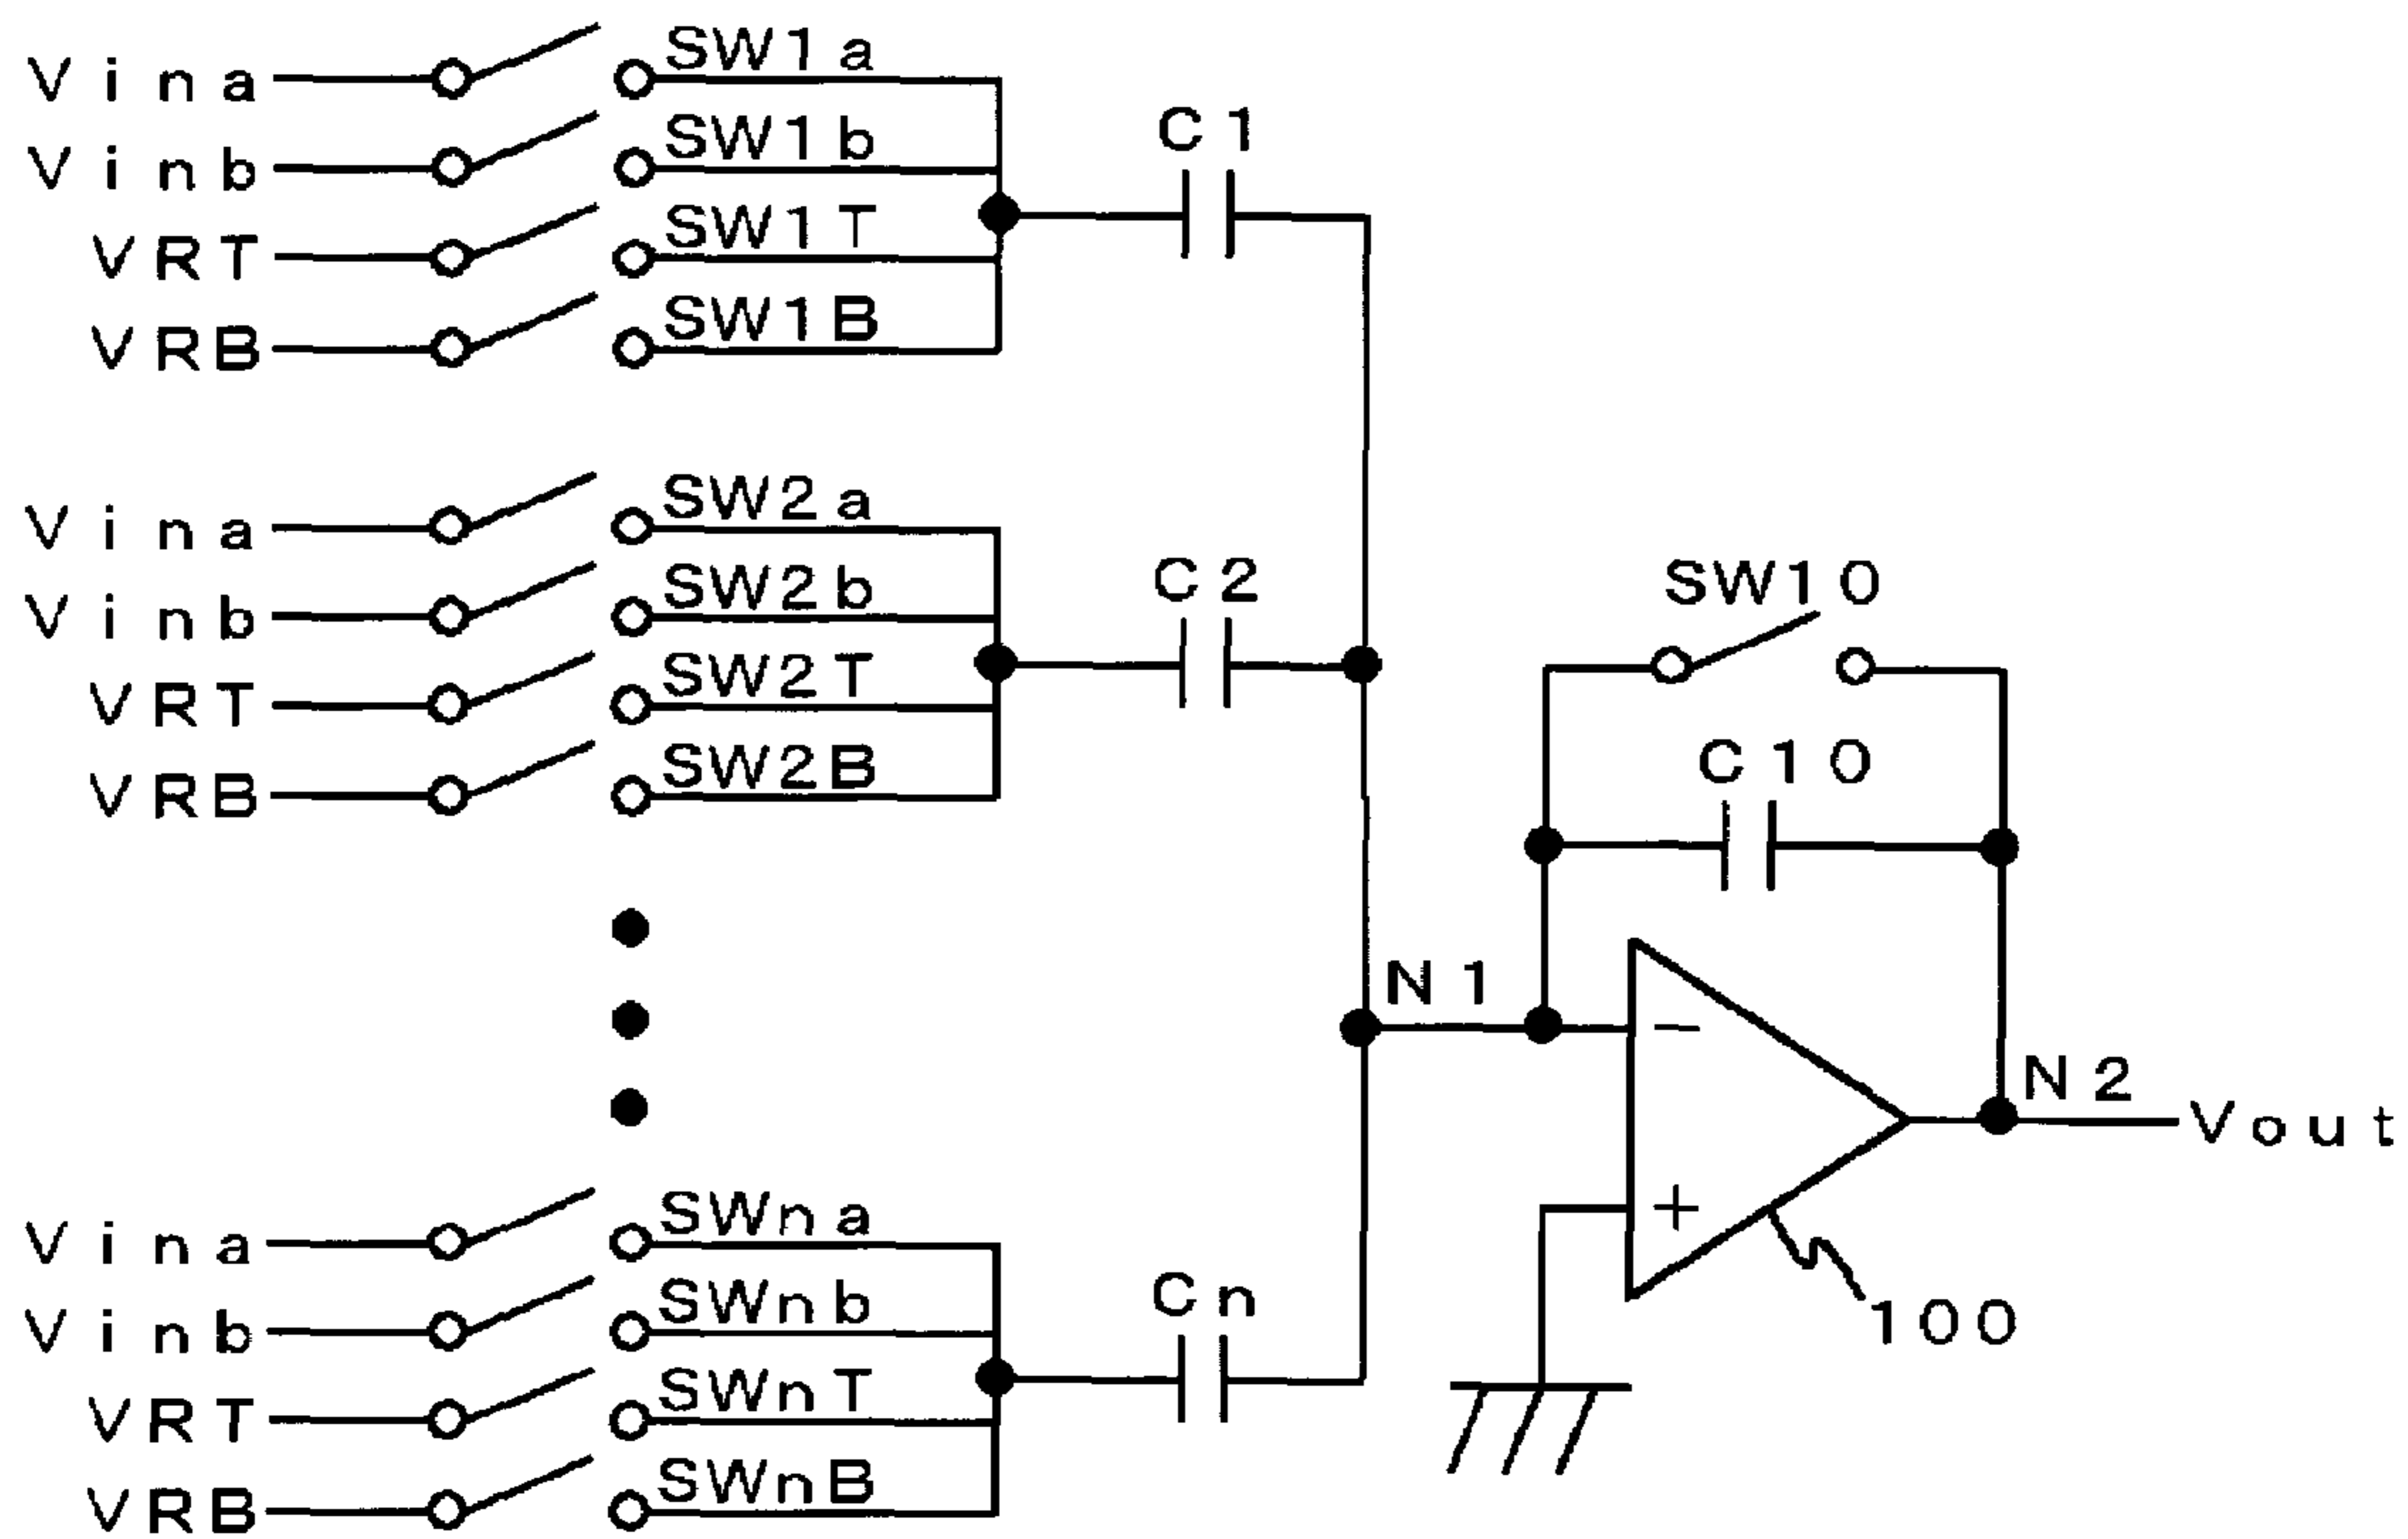 Vina
SW1a
Vinb
SW1b
C1
VRT
SW1T
VRB
SW1B
Vina
SW2a
Vinb
SW2b
C2
SW10
VRT
SW2T
VRB
SW2B
C10
N1
−
N2
Vout
+
Vina
SWna
Vinb
SWnb
Cn
100
VRT
SWnT
VRB
SWnB